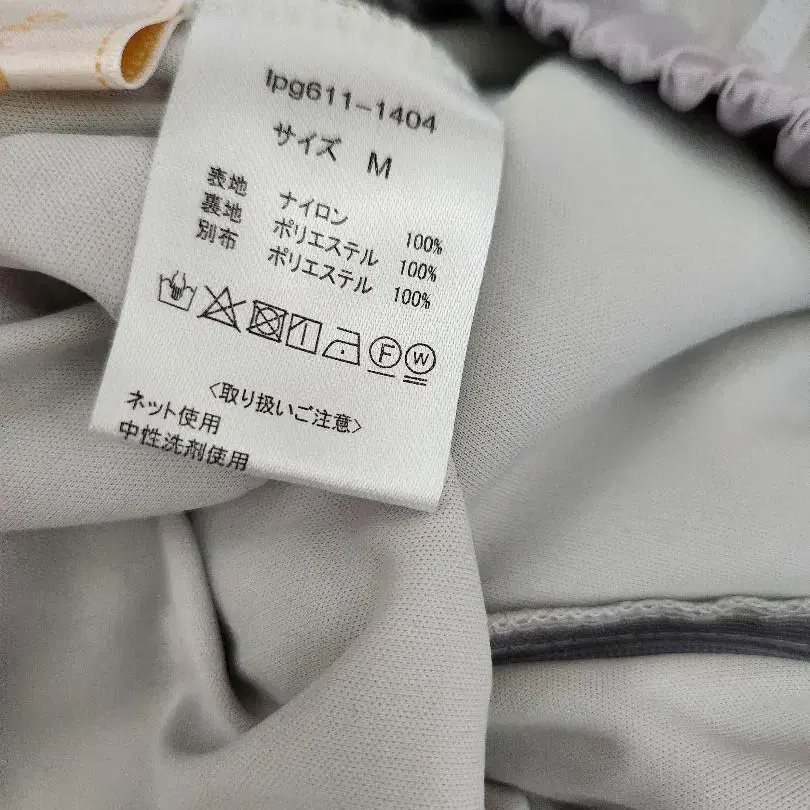 lpg611-1404
サイズ M
表地 ナイロン 100%
裏地 ポリエステル 100%
別布 ポリエステル 100%
F W
<取り扱いご注意>
ネット使用
中性洗剤使用